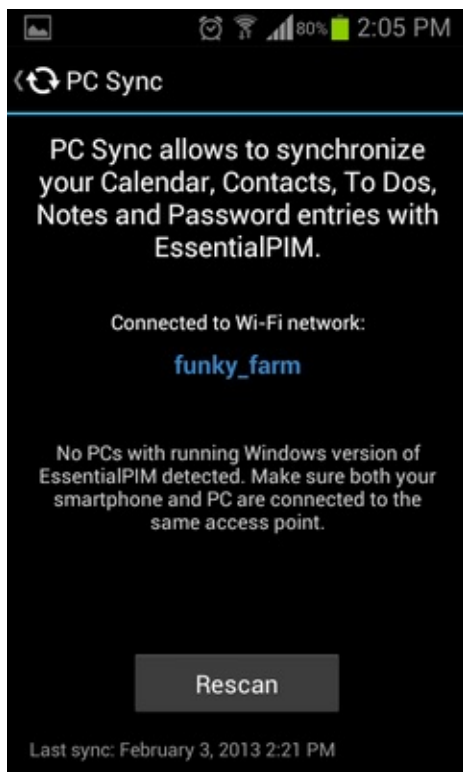 80% 2:05 PM
PC Sync
PC Sync allows to synchronize
your Calendar, Contacts, To Dos,
Notes and Password entries with
EssentialPIM.
Connected to Wi-Fi network:
funky_farm
No PCs with running Windows version of
EssentialPIM detected. Make sure both your
smartphone and PC are connected to the
same access point.
Rescan
Last sync: February 3, 2013 2:21 PM